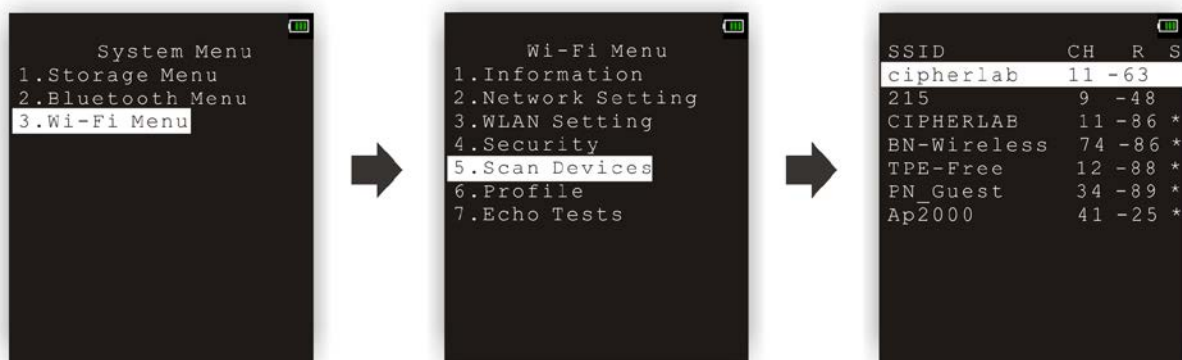 System Menu
1.Storage Menu
2.Bluetooth Menu
3.Wi-Fi Menu
Wi-Fi Menu
1.Information
2.Network Setting
3.WLAN Setting
4.Security
5.Scan Devices
6.Profile
7.Echo Tests
SSID CH R S
cipherlab 11 -63
215 9 -48
CIPHERLAB 11 -86 *
BN-Wireless 74 -86 *
TPE-Free 12 -88 *
PN_Guest 34 -89 *
Ap2000 41 -25 *